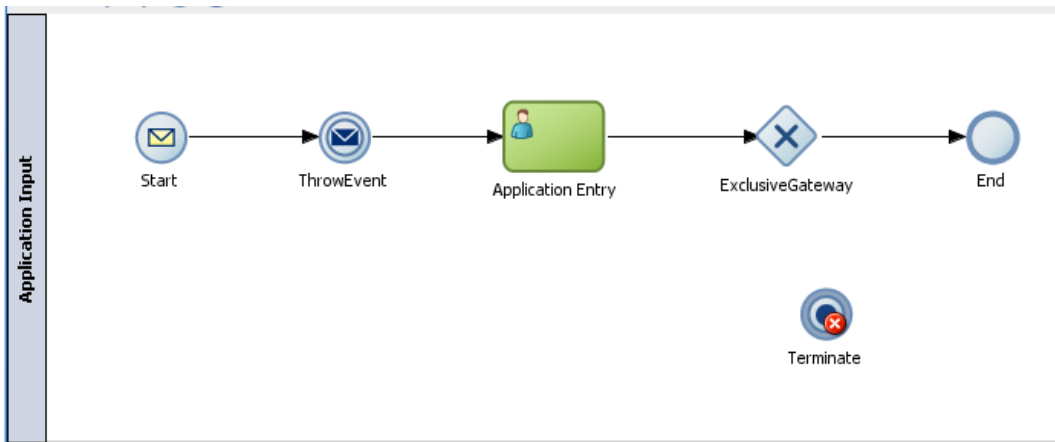 Application Input
Start
ThrowEvent
Application Entry
ExclusiveGateway
End
Terminate